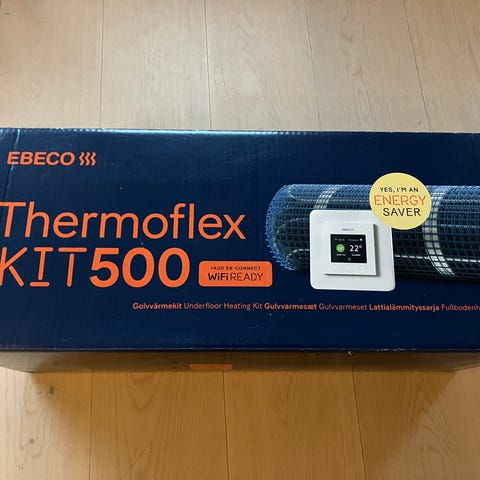 EBECO
YES, I'M AN
ENERGY
SAVER
Thermoflex
KIT500
+ADD EB-CONNECT
WiFi READY
EBECO
22°
Golvvärmekit Underfloor Heating Kit Gulvvarmesæt Gulvvarmeset Lattialämmityssarja